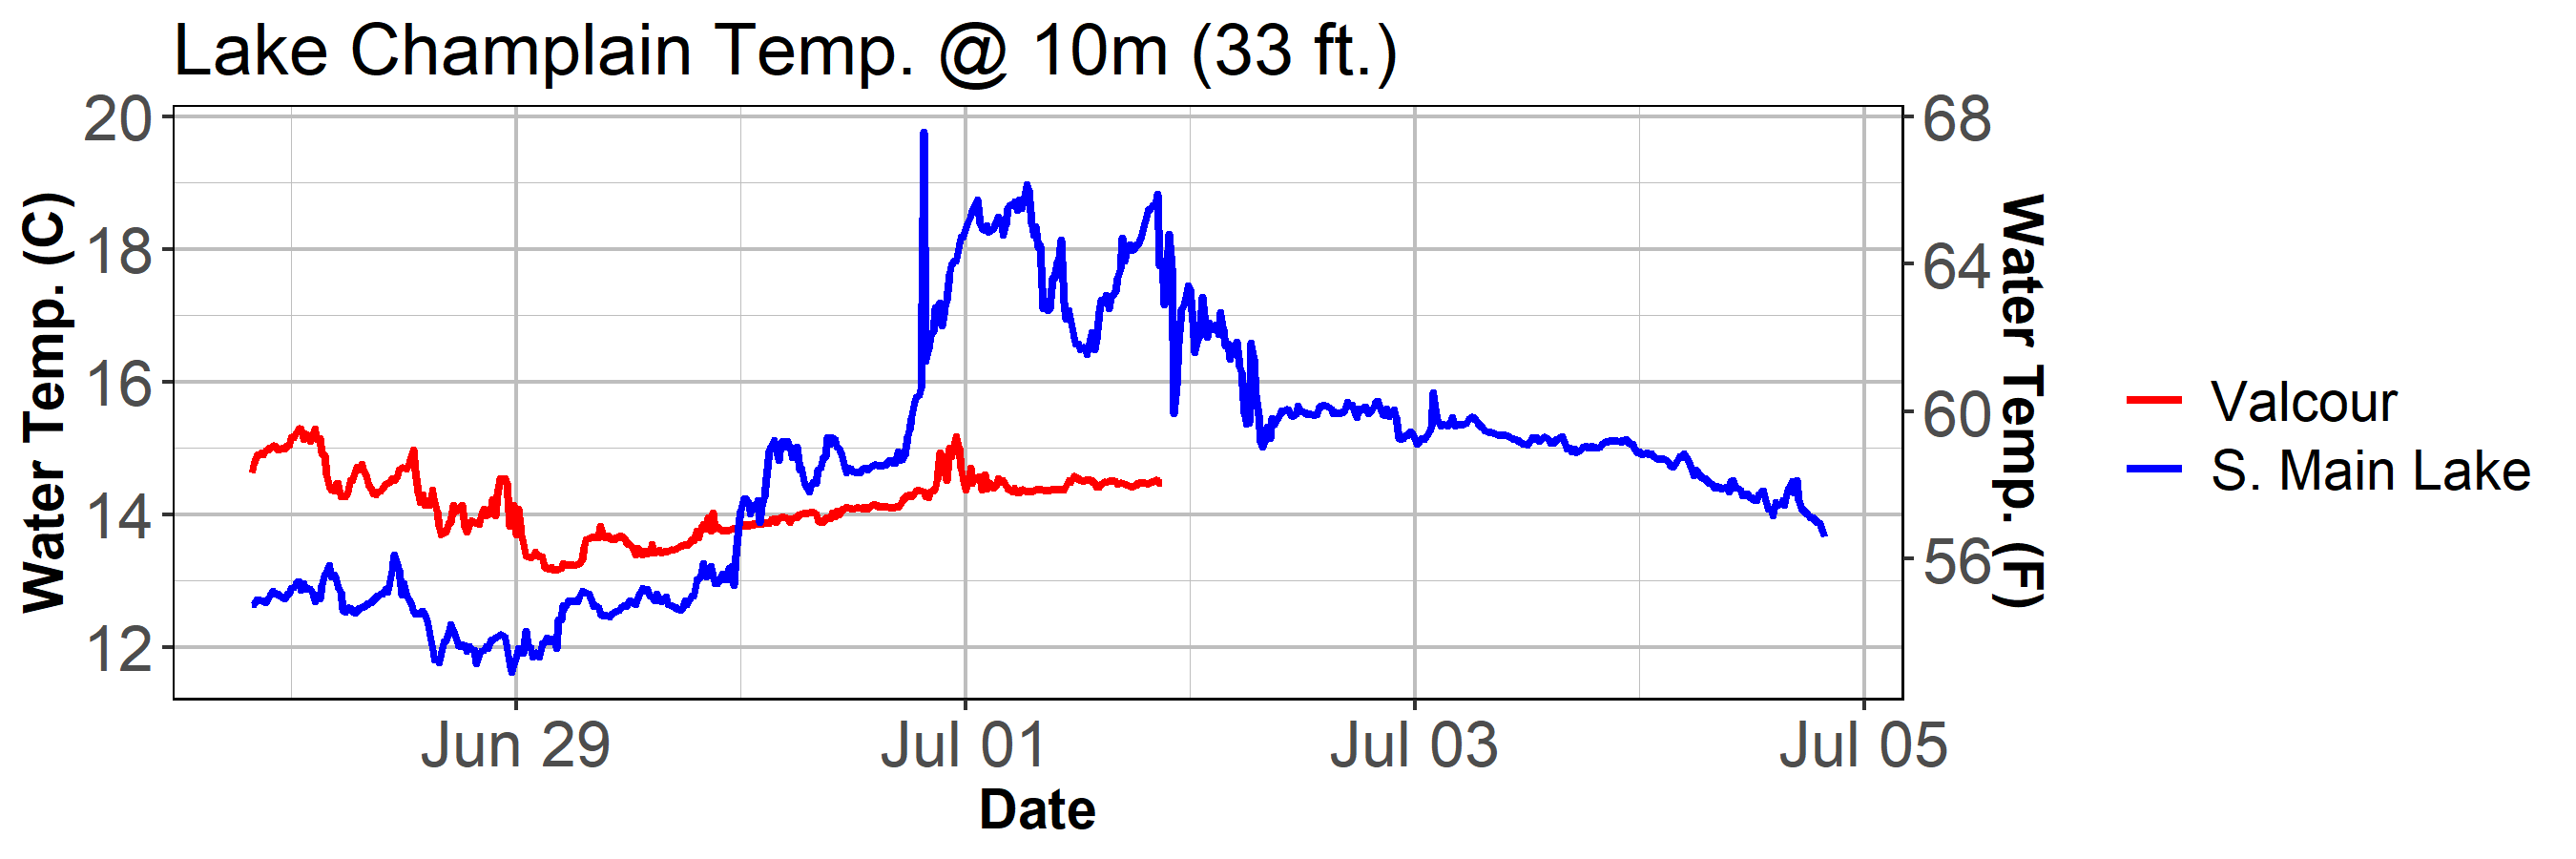 Lake Champlain Temp. @ 10m (33 ft.)
Water Temp. (C)
20
18
16
14
12
68
64
60
56
Water Temp. (F)
Jun 29
Jul 01
Jul 03
Jul 05
Date
Valcour
S. Main Lake